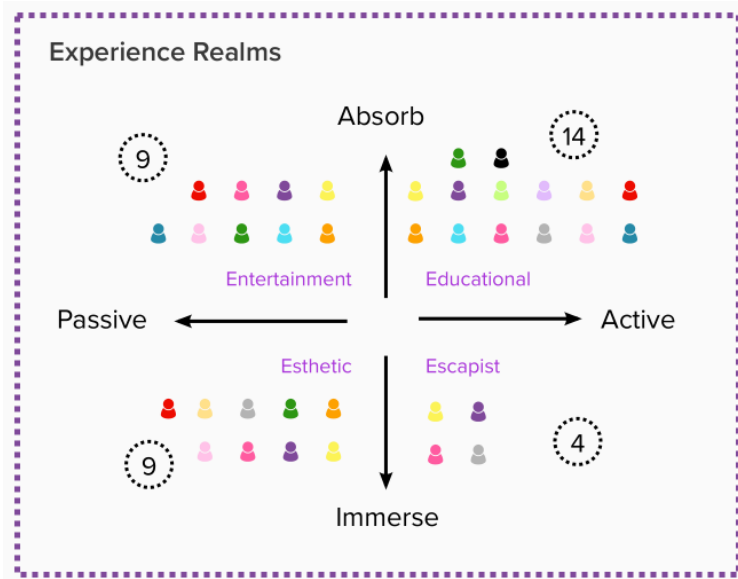 Experience Realms
Absorb
9
14
Entertainment
Educational
Passive
Active
Esthetic
Escapist
9
4
Immerse